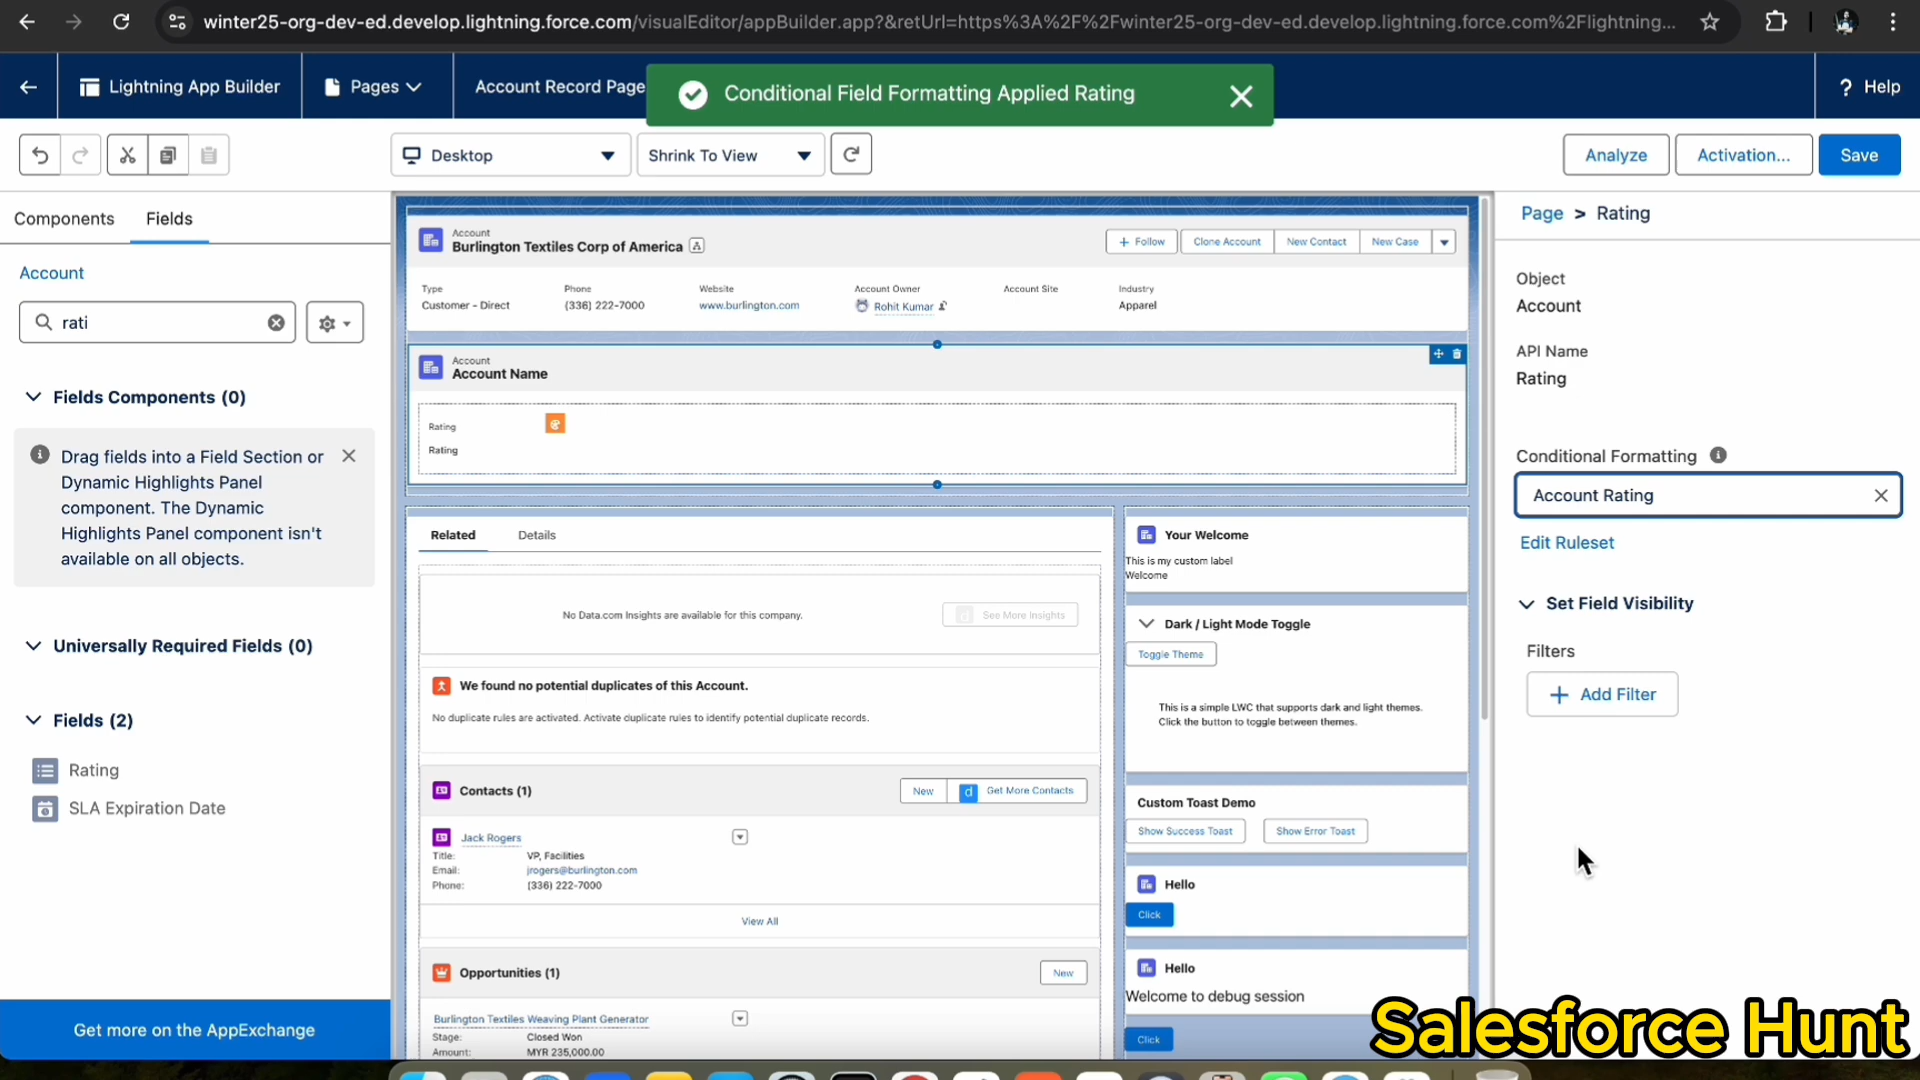 winter25-org-dev-ed.develop.lightning.force.com/visualEditor/appBuilder.app?&retUrl=https%3A%2F%2Fwinter25-org-dev-ed.develop.lightning.force.com%2Flightning...
Lightning App Builder
Pages
Account Record Page
Conditional Field Formatting Applied Rating
? Help
Desktop
Shrink To View
Analyze
Activation...
Save
Components
Fields
Account
rati
Fields Components (0)
Drag fields into a Field Section or
Dynamic Highlights Panel
component. The Dynamic
Highlights Panel component isn't
available on all objects.
Universally Required Fields (0)
Fields (2)
Rating
SLA Expiration Date
Get more on the AppExchange
Account
Burlington Textiles Corp of America
+ Follow
Clone Account
New Contact
New Case
Type
Phone
Website
Account Owner
Account Site
Industry
Customer - Direct
(336) 222-7000
www.burlington.com
Rohit Kumar
Apparel
Account
Account Name
Rating
Rating
Related
Details
No Data.com Insights are available for this company.
See More Insights
We found no potential duplicates of this Account.
No duplicate rules are activated. Activate duplicate rules to identify potential duplicate records.
Contacts (1)
New
Get More Contacts
Jack Rogers
Title:
VP, Facilities
Email:
jrogers@burlington.com
Phone:
(336) 222-7000
View All
Opportunities (1)
New
Burlington Textiles Weaving Plant Generator
Stage:
Closed Won
Amount:
MYR 235,000.00
Your Welcome
This is my custom label
Welcome
Dark / Light Mode Toggle
Toggle Theme
This is a simple LWC that supports dark and light themes.
Click the button to toggle between themes.
Custom Toast Demo
Show Success Toast
Show Error Toast
Hello
Click
Hello
Welcome to debug session
Click
Page > Rating
Object
Account
API Name
Rating
Conditional Formatting
Account Rating
Edit Ruleset
Set Field Visibility
Filters
+ Add Filter
Salesforce Hunt